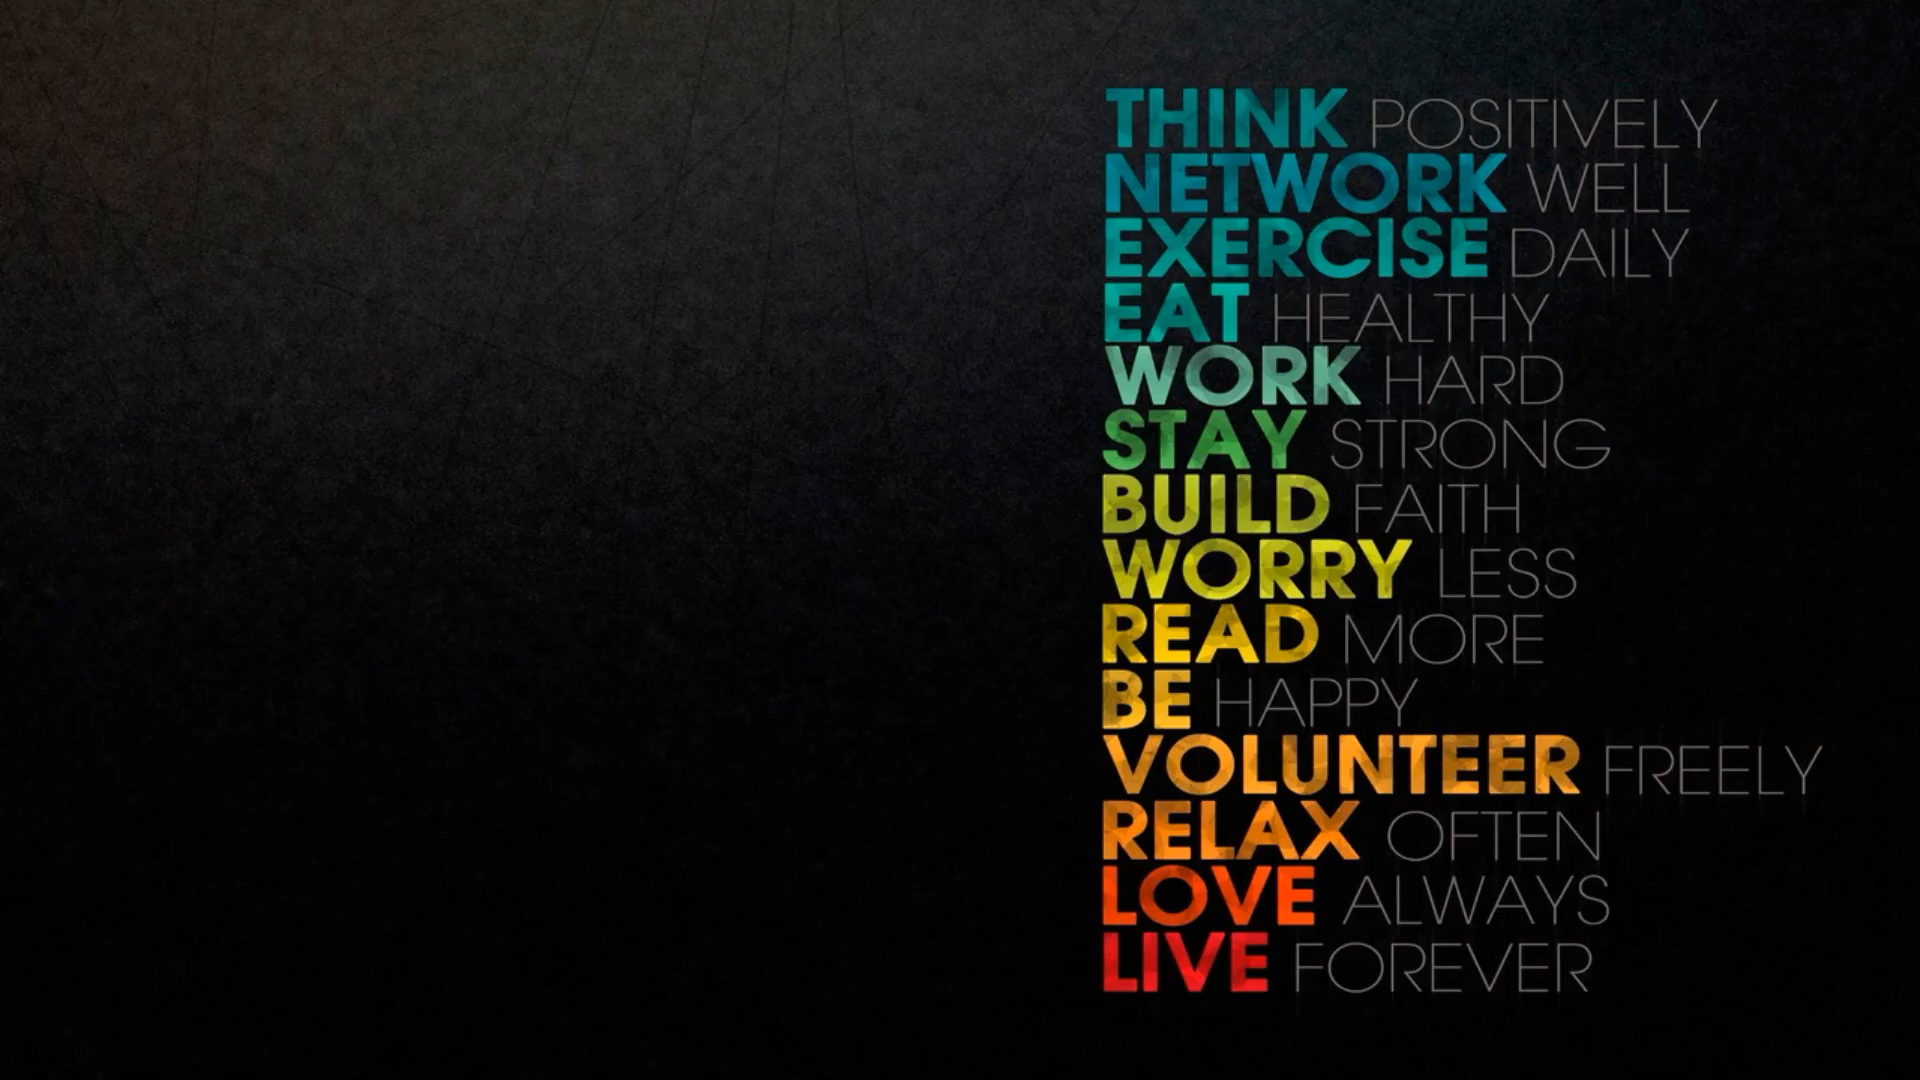 THINK POSITIVELY
NETWORK WELL
EXERCISE DAILY
EAT HEALTHY
WORK HARD
STAY STRONG
BUILD FAITH
WORRY LESS
READ MORE
BE HAPPY
VOLUNTEER FREELY
RELAX OFTEN
LOVE ALWAYS
LIVE FOREVER